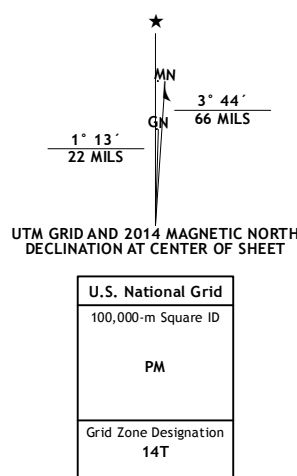 ★
MN
3° 44´
66 MILS
GN
1° 13´
22 MILS
UTM GRID AND 2014 MAGNETIC NORTH
DECLINATION AT CENTER OF SHEET
U.S. National Grid
100,000-m Square ID
PM
Grid Zone Designation
14T